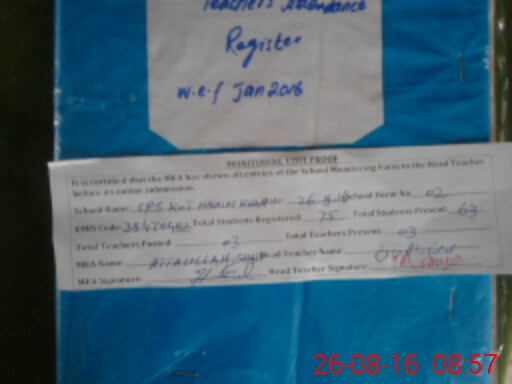 Teachers Attendance
Register
w.e.f Jan 2016
MONITORING VISIT PROOF
It is certified that the MEA has shown all entries of the School Monitoring Form to the Head Teacher
before its online submission.
School Name: 26.8.16 School Form No 02
EMIS Code: Total Students Registered 75 Total Students Present 63
Total Teachers Posted 03 Total Teachers Present 03
MEA Name Head Teacher Name
MEA Signature: Head Teacher Signature:
26-08-16 08:57